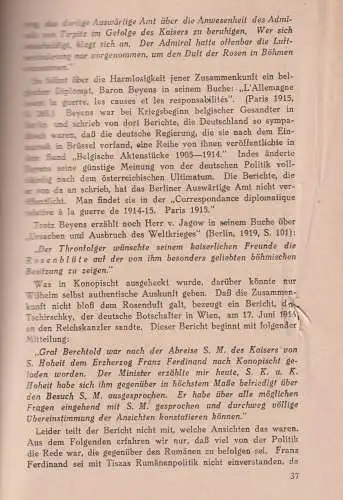 dortige Auswärtige Amt über die Anwesenheit des Admi-
von Tirpitz im Gefolge des Kaisers zu beruhigen. Wer sich
entschuldigt, klagt sich an. Der Admiral hatte offenbar die Luft-
nur vorgenommen, um den Duft der Rosen in Böhmen
über die Harmlosigkeit jener Zusammenkunft ein bel-
Diplomat, Baron Beyens in seinem Buche: „L'Allemagne
avant la guerre, les causes et les responsabilités". (Paris 1915,
Beyens war bei Kriegsbeginn belgischer Gesandter in
und schrieb von dort Berichte, die Deutschland so sympa-
waren, daß die deutsche Regierung, die sie nach dem Ein-
in Brüssel vorfand, eine Reihe von ihnen veröffentlichte in
dem Band „Belgische Aktenstücke 1905—1914." Indes änderte
Beyens seine günstige Meinung von der deutschen Politik voll-
ständig nach dem österreichischen Ultimatum. Die Berichte, die
von da an schrieb, hat das Berliner Auswärtige Amt nicht ver-
öffentlicht. Man findet sie in der „Correspondance diplomatique
relative à la guerre de 1914-15. Paris 1915."
Trotz Beyens erzählt noch Herr v. Jagow in seinem Buche über
„Ursachen und Ausbruch des Weltkrieges" (Berlin, 1919, S. 101):
„Der Thronfolger wünschte seinem kaiserlichen Freunde die
Rosenblüte auf der von ihm besonders geliebten böhmischen
Besitzung zu zeigen."
Was in Konopischt ausgeheckt wurde, darüber könnte nur
Wilhelm selbst authentische Auskunft geben. Daß die Zusammen-
kunft nicht bloß dem Rosenduft galt, bezeugt ein Bericht, den
Tschirschky, der deutsche Botschafter in Wien, am 17. Juni 1914
an den Reichskanzler sandte. Dieser Bericht beginnt mit folgender
Mitteilung:
„Graf Berchtold war nach der Abreise S. M. des Kaisers von
S. Hoheit dem Erzherzog Franz Ferdinand nach Konopischt ge-
laden worden. Der Minister erzählte mir heute, S. K. u. K.
Hoheit habe sich ihm gegenüber in höchstem Maße befriedigt über
den Besuch S. M. ausgesprochen. Er habe über alle möglichen
Fragen eingehend mit S. M. gesprochen und durchweg völlige
Übereinstimmung der Ansichten konstatieren können."
Leider teilt der Bericht nicht mit, welche Ansichten das waren.
Aus dem Folgenden erfahren wir nur, daß viel von der Politik
die Rede war, die gegenüber den Rumänen zu befolgen sei. Franz
Ferdinand sei mit Tiszas Rumänenpolitik nicht einverstanden, da
37